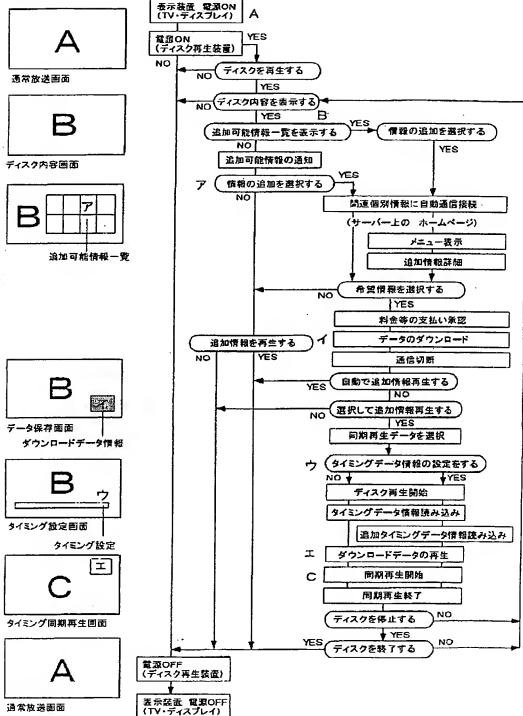 表示装置 電源ON
(TV・ディスプレイ)
A
電源ON
(ディスク再生装置)
YES
NO
ディスクを再生する
NO
YES
ディスク内容を表示する
NO
YES
B
追加可能情報一覧を表示する
YES
情報の追加を選択する
NO
YES
追加可能情報の通知
ア
情報の追加を選択する
YES
NO
関連個別情報に自動通信接続
(サーバー上の ホームページ)
メニュー表示
追加情報詳細
希望情報を選択する
NO
YES
料金等の支払い承認
追加情報を再生する
イ
データのダウンロード
NO
YES
通信切断
自動で追加情報再生する
YES
NO
選択して追加情報再生する
NO
YES
同期再生データを選択
ウ
タイミングデータ情報の設定をする
NO
YES
ディスク再生開始
タイミングデータ情報読み込み
追加タイミングデータ情報読み込み
エ
ダウンロードデータの再生
C
同期再生開始
同期再生終了
ディスクを停止する
NO
YES
ディスクを終了する
YES
NO
電源OFF
(ディスク再生装置)
表示装置 電源OFF
(TV・ディスプレイ)
A
通常放送画面
B
ディスク内容画面
B
ア
追加可能情報一覧
B
イ
データ保存画面
ダウンロードデータ情報
B
ウ
タイミング設定画面
タイミング設定
エ
C
タイミング同期再生画面
A
通常放送画面